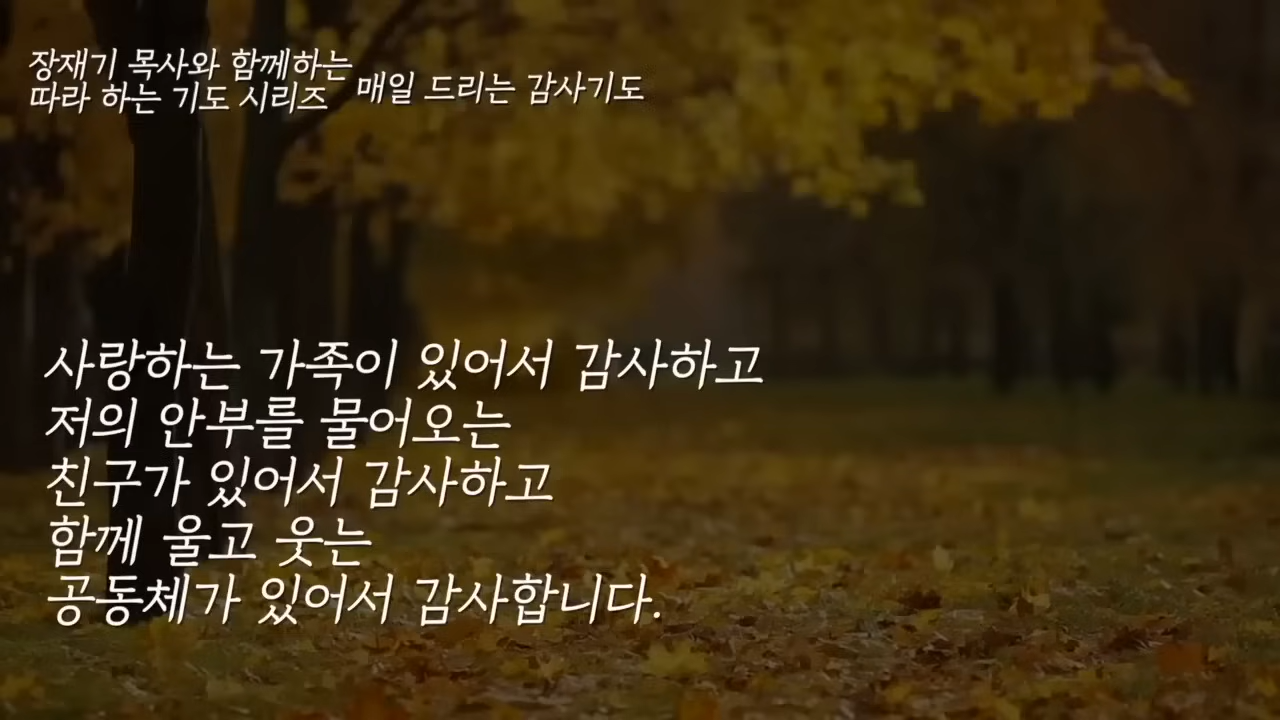 장재기 목사와 함께하는
따라 하는 기도 시리즈
매일 드리는 감사기도
사랑하는 가족이 있어서 감사하고
저의 안부를 물어오는
친구가 있어서 감사하고
함께 울고 웃는
공동체가 있어서 감사합니다.